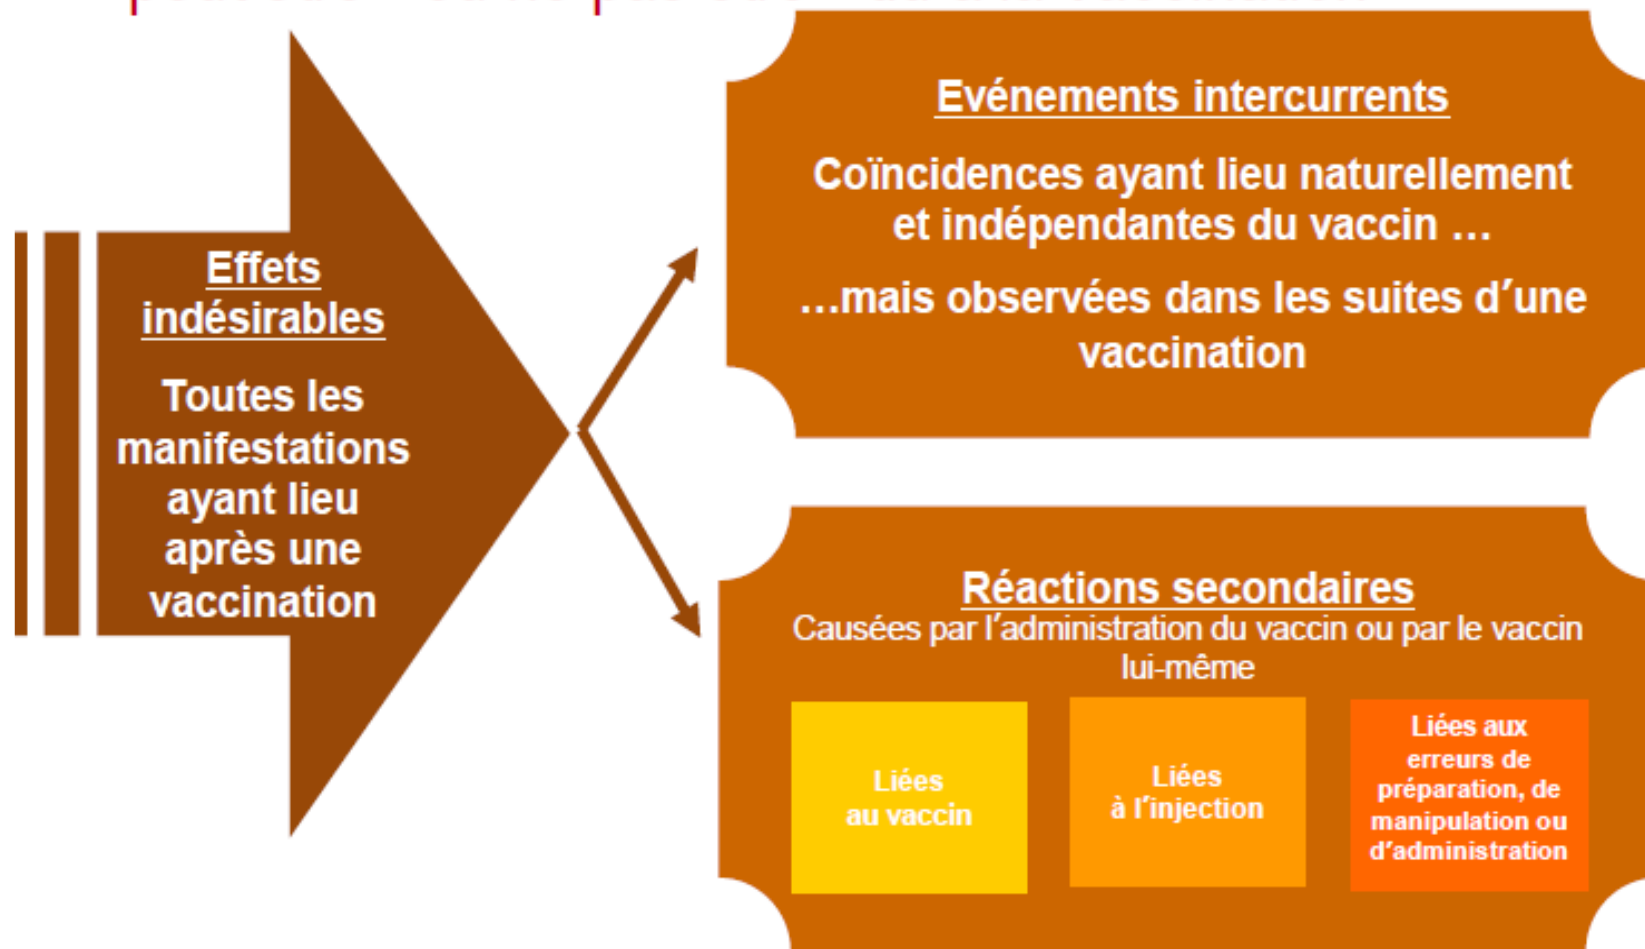 Effets
indésirables
Toutes les
manifestations
ayant lieu
après une
vaccination
Evénements intercurrents
Coïncidences ayant lieu naturellement
et indépendantes du vaccin ...
...mais observées dans les suites d’une
vaccination
Réactions secondaires
Causées par l’administration du vaccin ou par le vaccin
lui-même
Liées
au vaccin
Liées
à l’injection
Liées aux
erreurs de
préparation, de
manipulation ou
d’administration